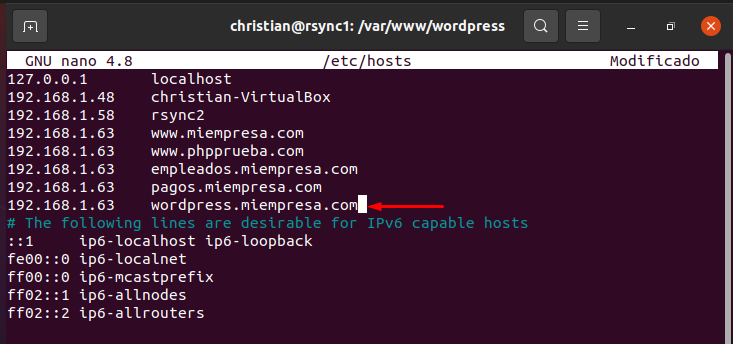 christian@rsync1: /var/www/wordpress
GNU nano 4.8 /etc/hosts Modificado
127.0.0.1 localhost
192.168.1.48 christian-VirtualBox
192.168.1.58 rsync2
192.168.1.63 www.miempresa.com
192.168.1.63 www.phpprueba.com
192.168.1.63 empleados.miempresa.com
192.168.1.63 pagos.miempresa.com
192.168.1.63 wordpress.miempresa.com
# The following lines are desirable for IPv6 capable hosts
::1 ip6-localhost ip6-loopback
fe00::0 ip6-localnet
ff00::0 ip6-mcastprefix
ff02::1 ip6-allnodes
ff02::2 ip6-allrouters